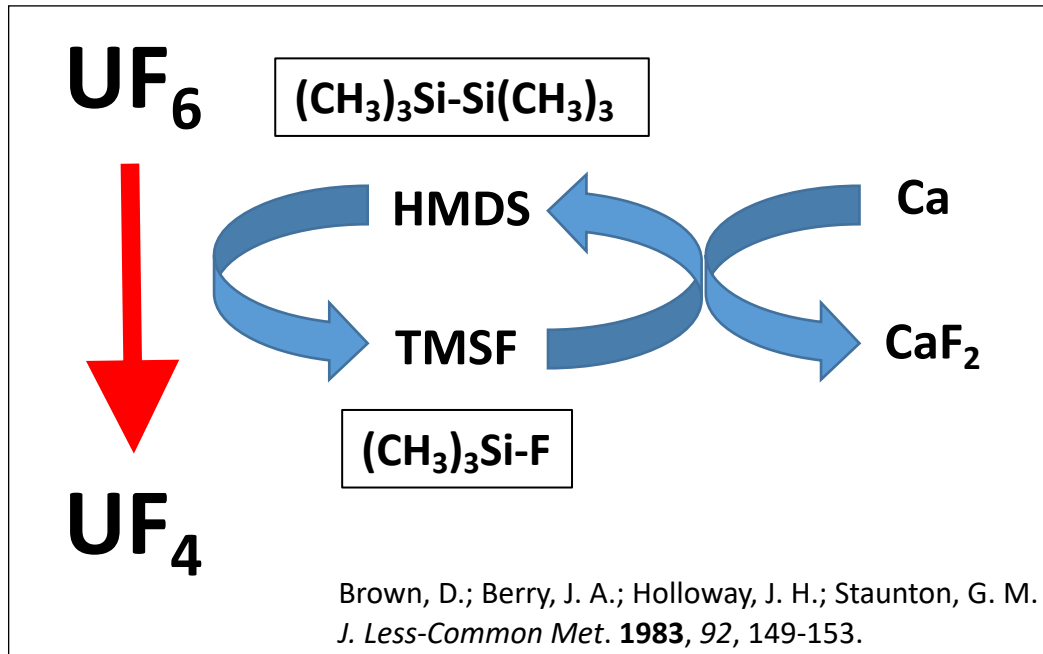 UF₆
(CH₃)₃Si-Si(CH₃)₃
HMDS
Ca
TMSF
CaF₂
(CH₃)₃Si-F
UF₄
Brown, D.; Berry, J. A.; Holloway, J. H.; Staunton, G. M.
J. Less-Common Met. 1983, 92, 149-153.